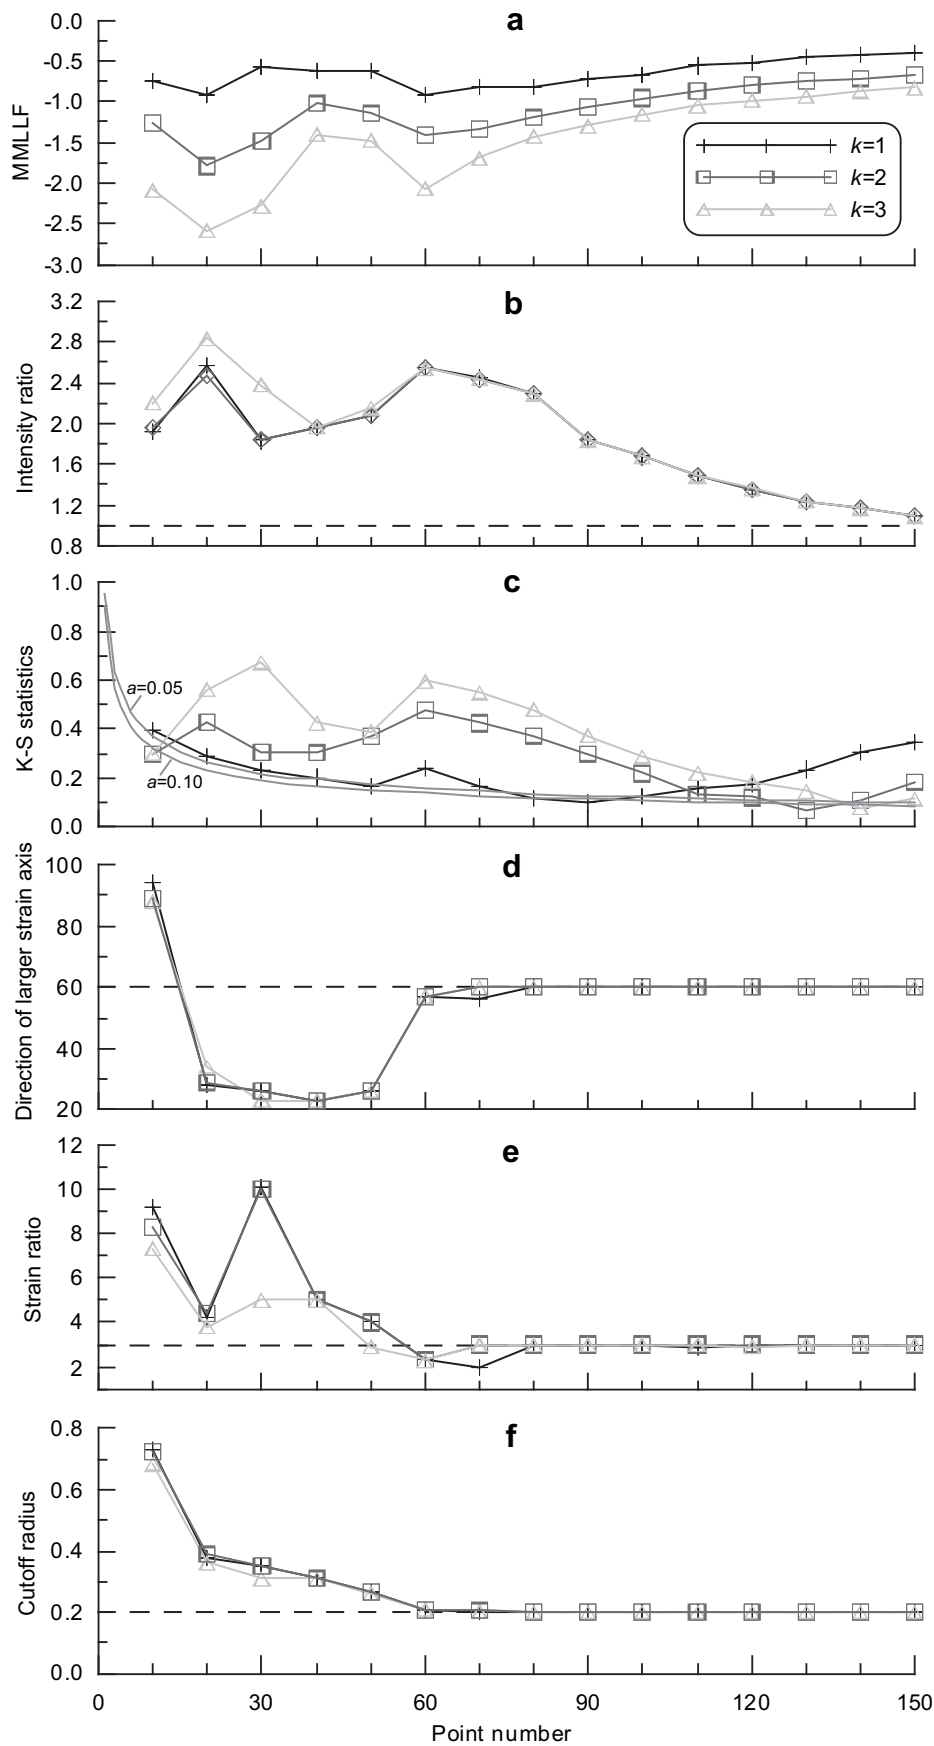 a
0.0
-0.5
-1.0
-1.5
-2.0
-2.5
-3.0
MMLLF
k=1
k=2
k=3
b
3.2
2.8
2.4
2.0
1.6
1.2
0.8
Intensity ratio
c
1.0
0.8
0.6
0.4
0.2
0.0
K-S statistics
a=0.05
a=0.10
d
100
80
60
40
20
Direction of larger strain axis
e
12
10
8
6
4
2
Strain ratio
f
0.8
0.6
0.4
0.2
0.0
Cutoff radius
0 30 60 90 120 150
Point number